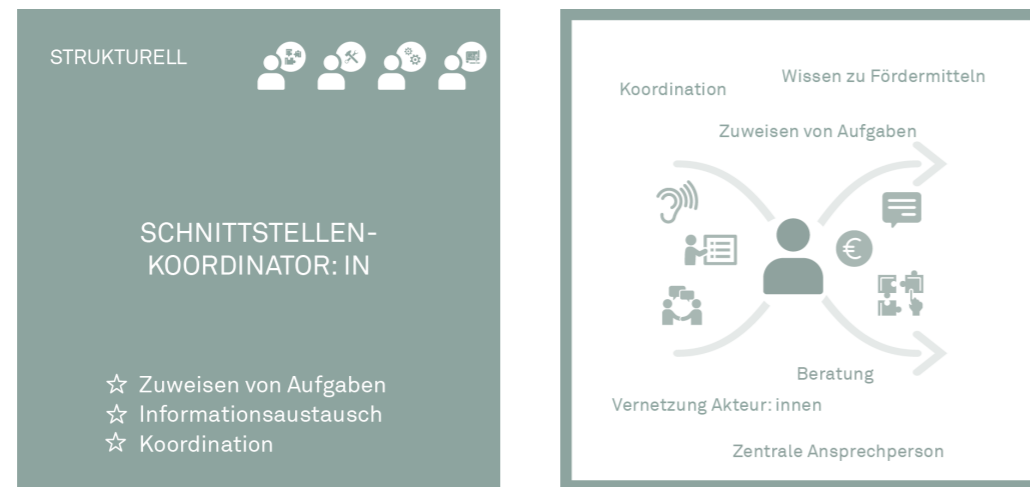 STRUKTURELL
SCHNITTSTELLEN-
KOORDINATOR: IN
☆ Zuweisen von Aufgaben
☆ Informationsaustausch
☆ Koordination
Wissen zu Fördermitteln
Koordination
Zuweisen von Aufgaben
€
Beratung
Vernetzung Akteur: innen
Zentrale Ansprechperson